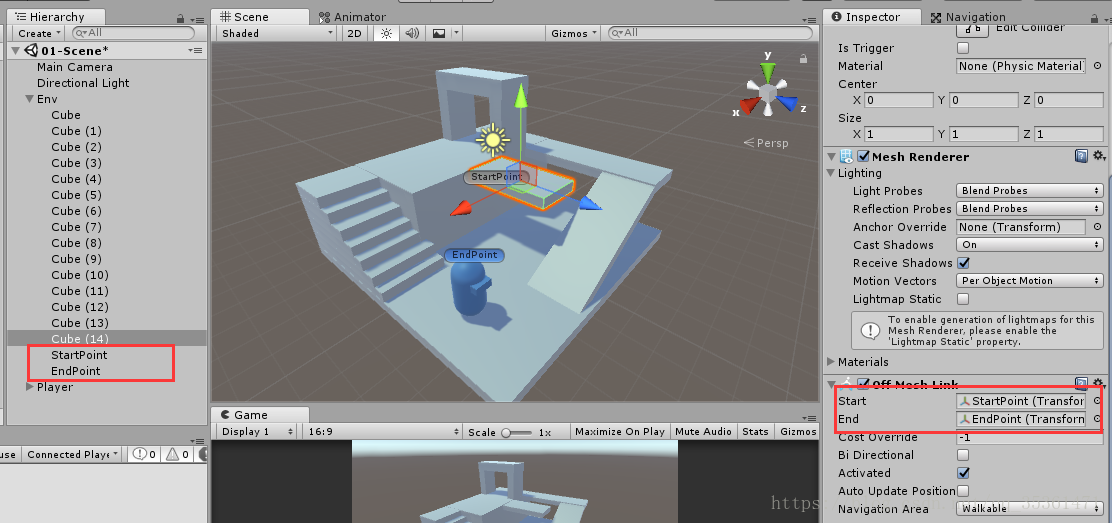 Hierarchy
Create
All
01-Scene*
Main Camera
Directional Light
Env
Cube
Cube (1)
Cube (2)
Cube (3)
Cube (4)
Cube (5)
Cube (6)
Cube (7)
Cube (8)
Cube (9)
Cube (10)
Cube (11)
Cube (12)
Cube (13)
Cube (14)
StartPoint
EndPoint
Player
use Connected Playe 0 0
Scene Animator
Shaded 2D Gizmos All
y
x z
Persp
StartPoint
EndPoint
Game
Display 1 16:9 Scale 1x Maximize On Play Mute Audio Stats Gizmos
Inspector Navigation
Edit Collider
Is Trigger
Material None (Physic Material)
Center
X 0 Y 0 Z 0
Size
X 1 Y 1 Z 1
Mesh Renderer
Lighting
Light Probes Blend Probes
Reflection Probes Blend Probes
Anchor Override None (Transform)
Cast Shadows On
Receive Shadows
Motion Vectors Per Object Motion
Lightmap Static
To enable generation of lightmaps for this
Mesh Renderer, please enable the
'Lightmap Static' property.
Materials
Off Mesh Link
Start StartPoint (Transfor
End EndPoint (Transform
Cost Override -1
Bi Directional
Activated
Auto Update Position
Navigation Area Walkable